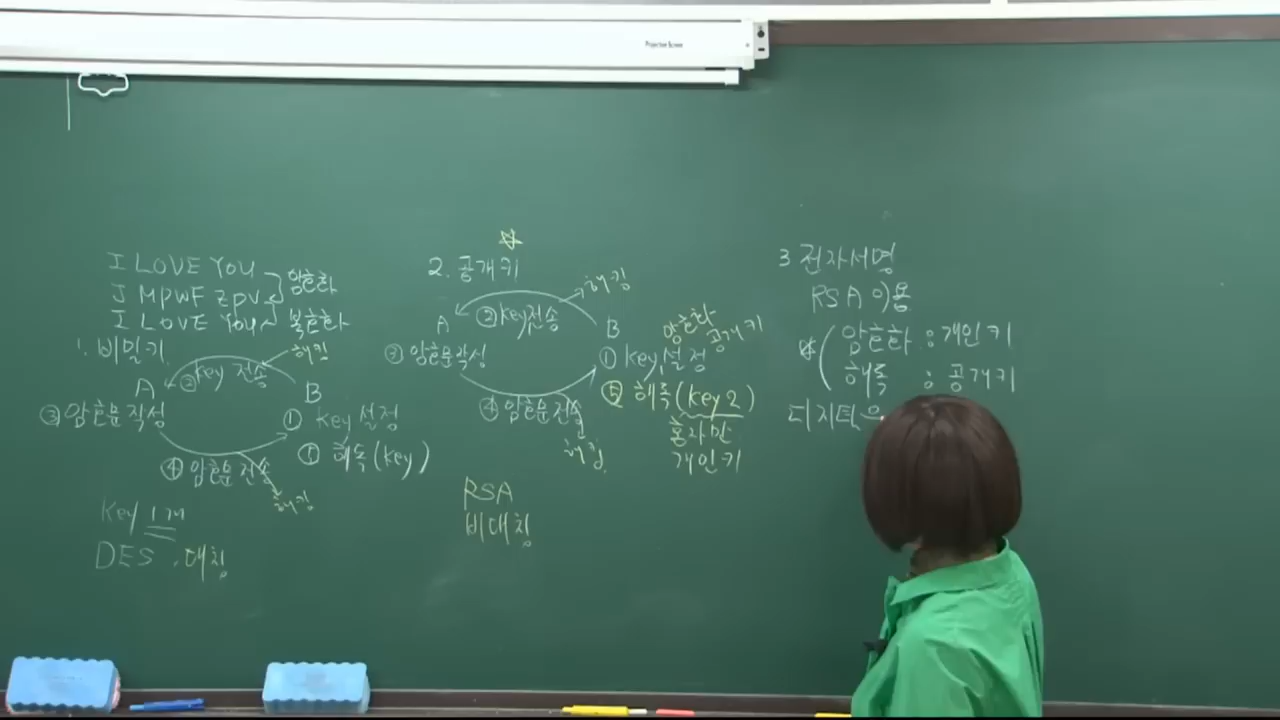 Projection Screen
I LOVE YOU
J MPWF ZPV
I LOVE YOU
암호화
복호화
1. 비밀키
해킹
② key 전송
A
B
③ 암호문 작성
① key 설정
④ 암호문 전송
⑤ 해독(key)
해킹
key 1개
DES . 대칭
2. 공개키
해킹
③ key 전송
A
B
② 암호문 작성
① key 설정
암호화
공개키
④ 암호문 전송
⑤ 해독(key 2)
혼자만
개인키
해킹
RSA
비대칭
3 전자서명
RSA 이용
암호화 : 개인키
해독 : 공개키
디지털